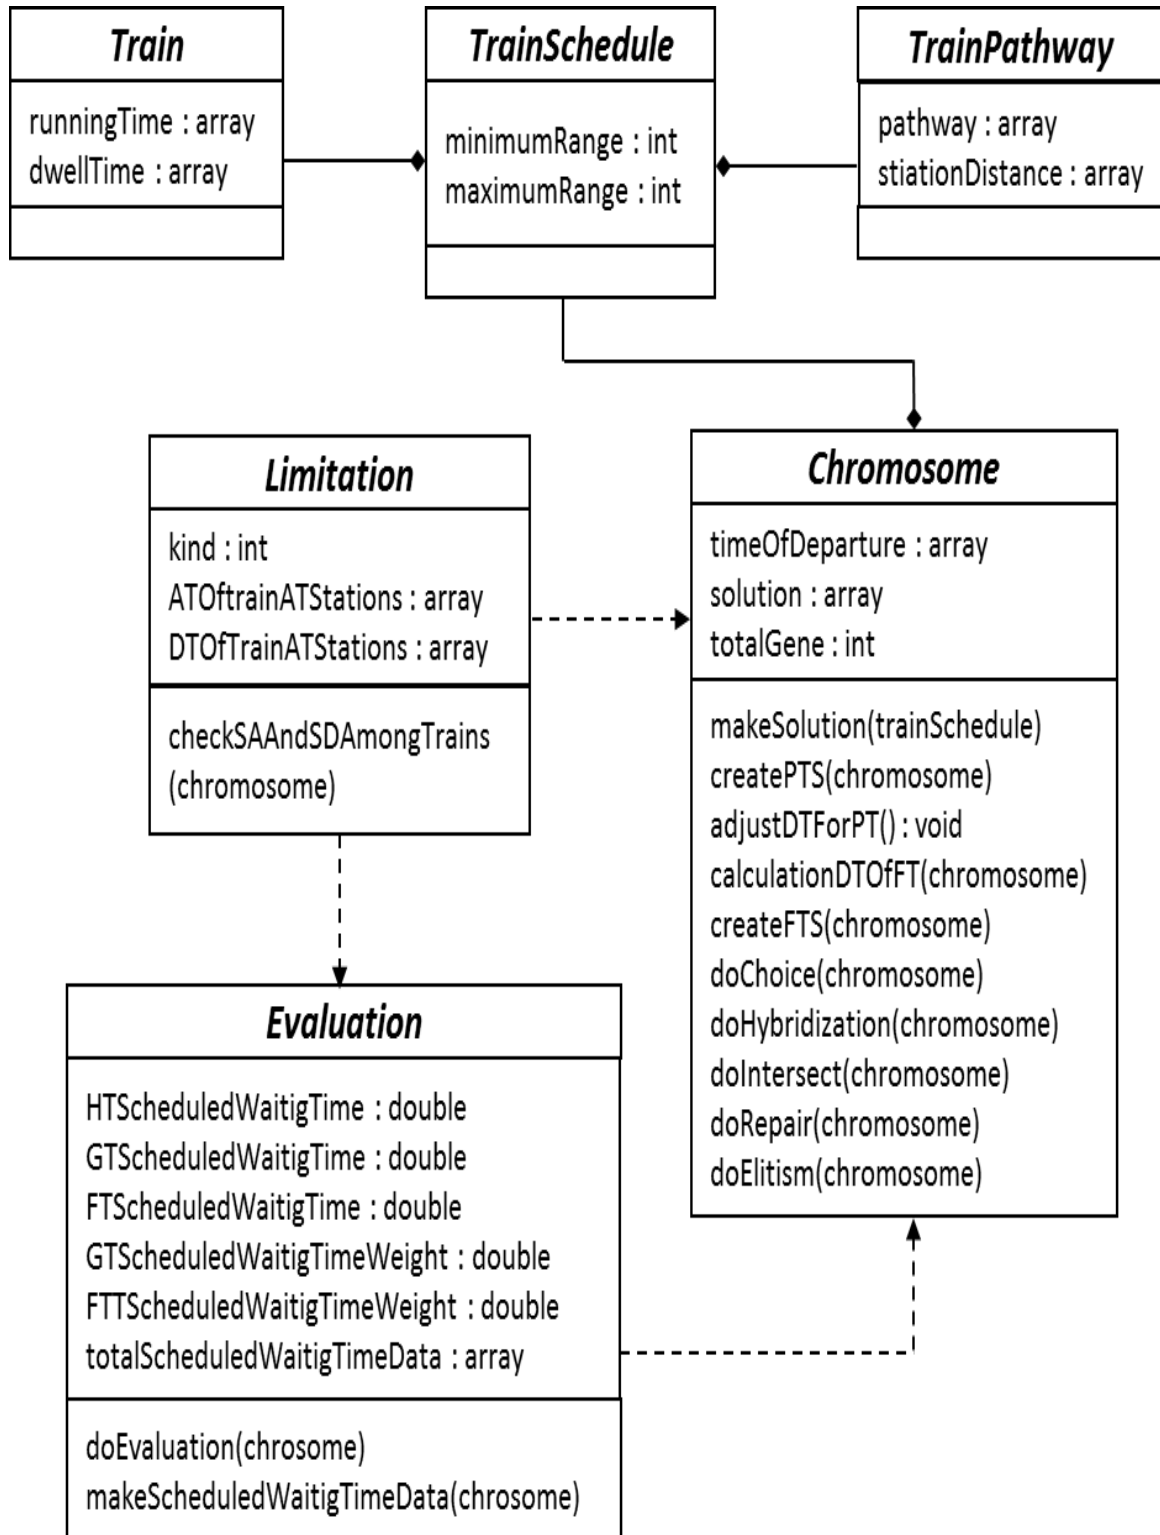 Train
runningTime : array
dwellTime : array
TrainSchedule
minimumRange : int
maximumRange : int
TrainPathway
pathway : array
stiationDistance : array
Limitation
kind : int
ATOftrainATStations : array
DTOfTrainATStations : array
checkSAAndSDAmongTrains
(chromosome)
Chromosome
timeOfDeparture : array
solution : array
totalGene : int
makeSolution(trainSchedule)
createPTS(chromosome)
adjustDTForPT() : void
calculationDTOfFT(chromosome)
createFTS(chromosome)
doChoice(chromosome)
doHybridization(chromosome)
doIntersect(chromosome)
doRepair(chromosome)
doElitism(chromosome)
Evaluation
HTScheduledWaitigTime : double
GTScheduledWaitigTime : double
FTScheduledWaitigTime : double
GTScheduledWaitigTimeWeight : double
FTTScheduledWaitigTimeWeight : double
totalScheduledWaitigTimeData : array
doEvaluation(chrosome)
makeScheduledWaitigTimeData(chrosome)